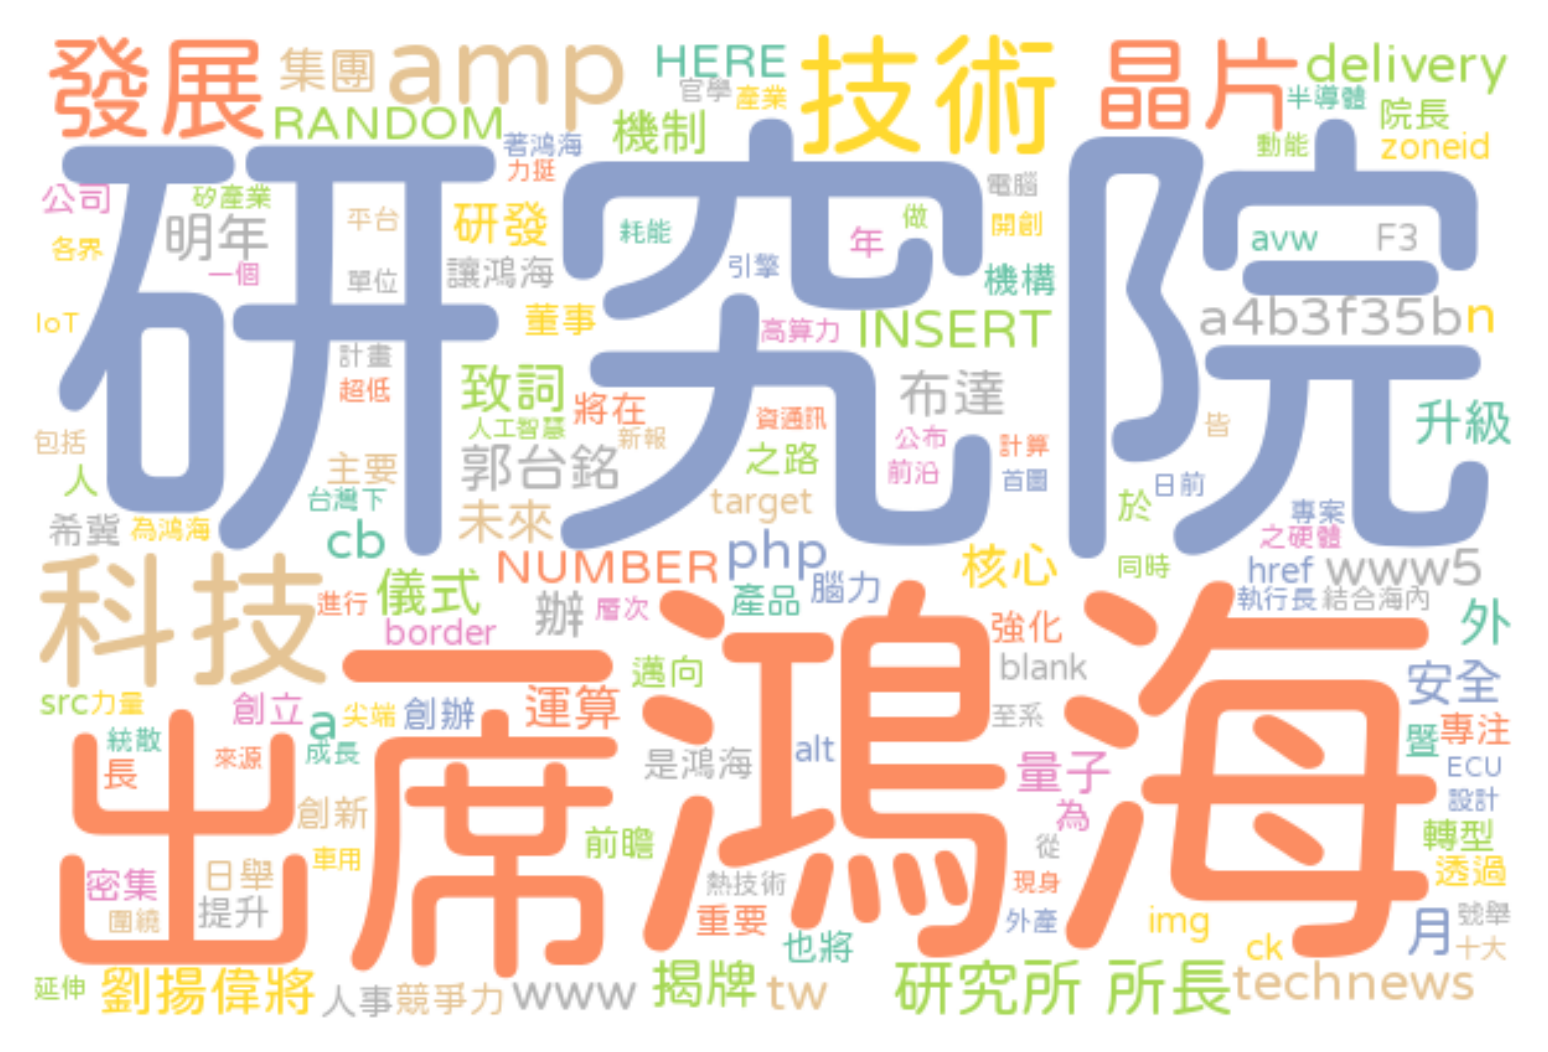 發展 集團 amp HERE 技術 晶片 delivery
官學 產業 半導體
RANDOM 機制 院長
著鴻海 動能 zoneid
力挺
研究院
公司 矽產業 電腦
明年 平台 研發 耗能 年 做 開創 avw F3
各界 一個 單位 讓鴻海 引擎 機構
IoT 董事 高算力 INSERT a4b3f35bn
計畫
超低 致詞 將在 布達 升級
人工智慧 新報 資通訊 公布 計算 皆
包括 主要 郭台銘 之路 前沿 首圖 日前
人 台灣下 target 於 專案
希冀 為鴻海 cb 未來 之硬體
NUMBER php 核心 同時 href www5
科技 儀式 產品 腦力 執行長 結合海內
進行 border 辦 層次 強化 外
出席鴻海
邁向 blank 安全
src 力量 創立 a 尖端 創辦 運算 至系 專注
統散 來源 成長 是鴻海 alt 量子 暨 ECU
長 設計
創新 前瞻 為 轉型
密集 日舉 車用 從 透過
圍繞 提升 熱技術 現身
重要 外產 img 月 號舉
也將 ck 十大
延伸 劉揚偉將 人事 競爭力 www 揭牌 tw 研究所 所長 technews